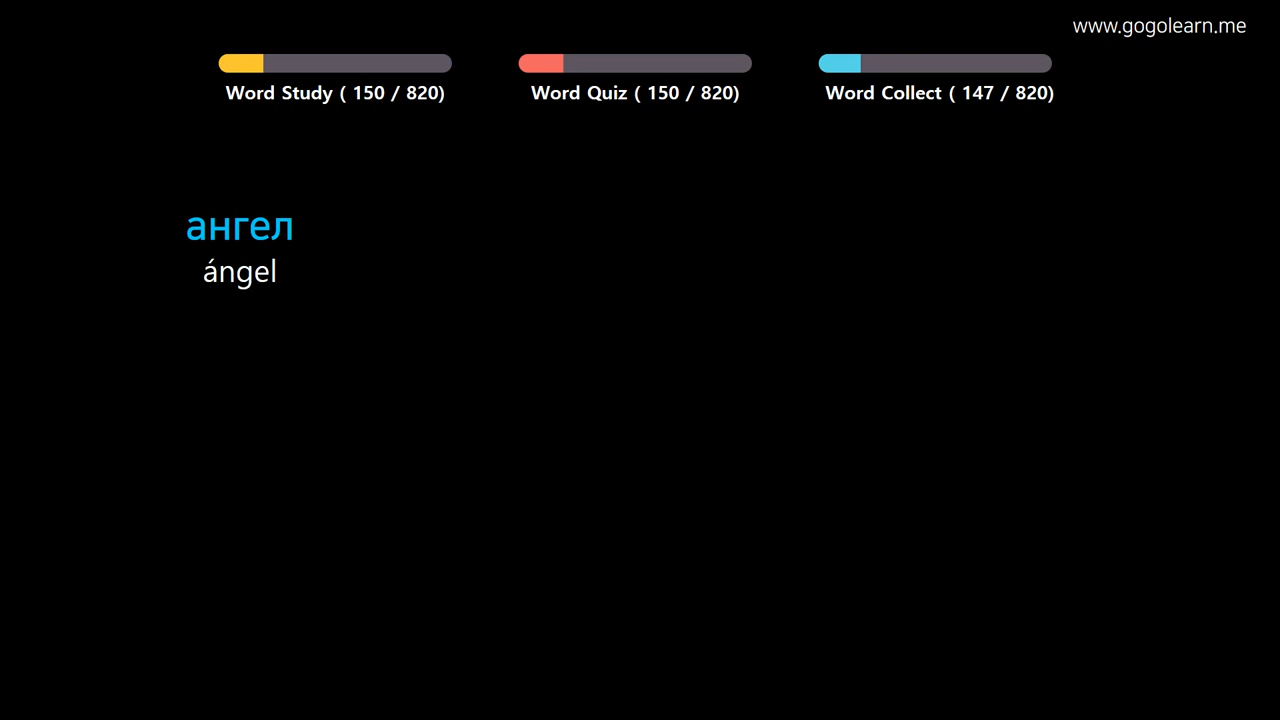 www.gogolearn.me
Word Study ( 150 / 820)
Word Quiz ( 150 / 820)
Word Collect ( 147 / 820)
ангел
ángel